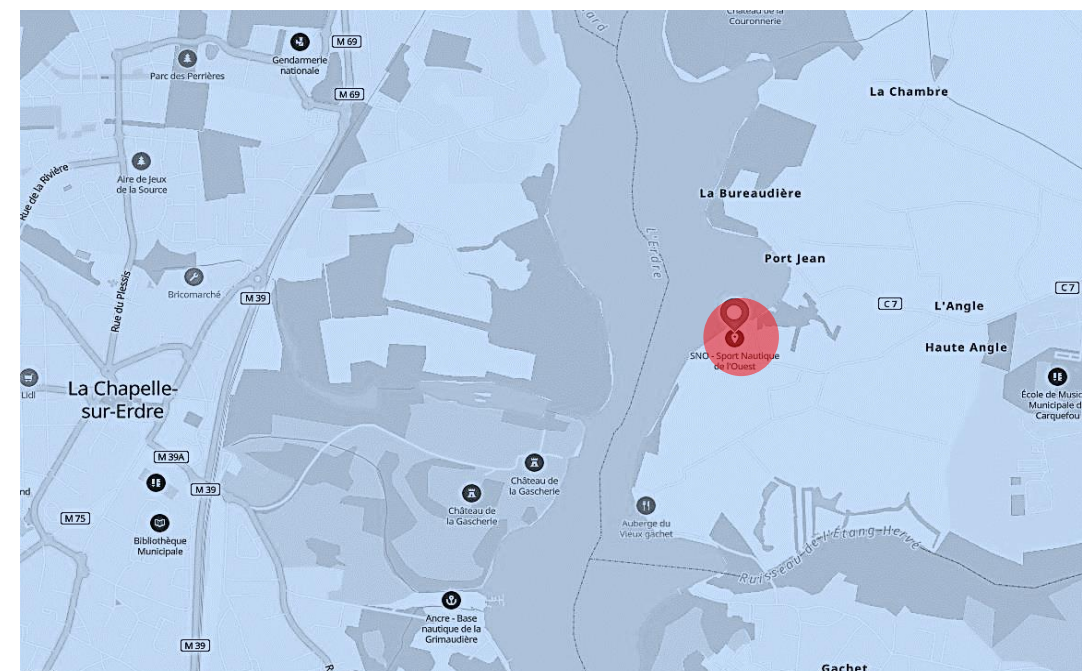 Château de la
Couronnerie
M 69
Gendarmerie
nationale
Parc des Perrières
M 69
La Chambre
Aire de Jeux
de la Source
Rue de la Rivière
La Bureaudière
L'Erdre
Port Jean
Bricomarché
M 39
Rue du Plessis
C 7
C 7
L'Angle
Haute Angle
SNO - Sport Nautique
de l'Ouest
Lidl
La Chapelle-
sur-Erdre
École de Musi
Municipale d
Carquefou
M 39A
Château de
la Gascherie
M 39
nd
Château de
la Gascherie
M 75
Auberge du
Vieux gachet
Bibliothèque
Municipale
Ruisseau de l'Étang-Hervé
Ancre - Base
nautique de la
Grimaudière
M 39
Gachet